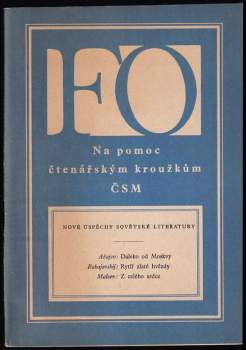 FO
Na pomoc
čtenářským kroužkům
ČSM
NOVÉ ÚSPĚCHY SOVĚTSKÉ LITERATURY
Ažajev: Daleko od Moskvy
Babajevskij: Rytíř zlaté hvězdy
Malcev: Z celého srdce